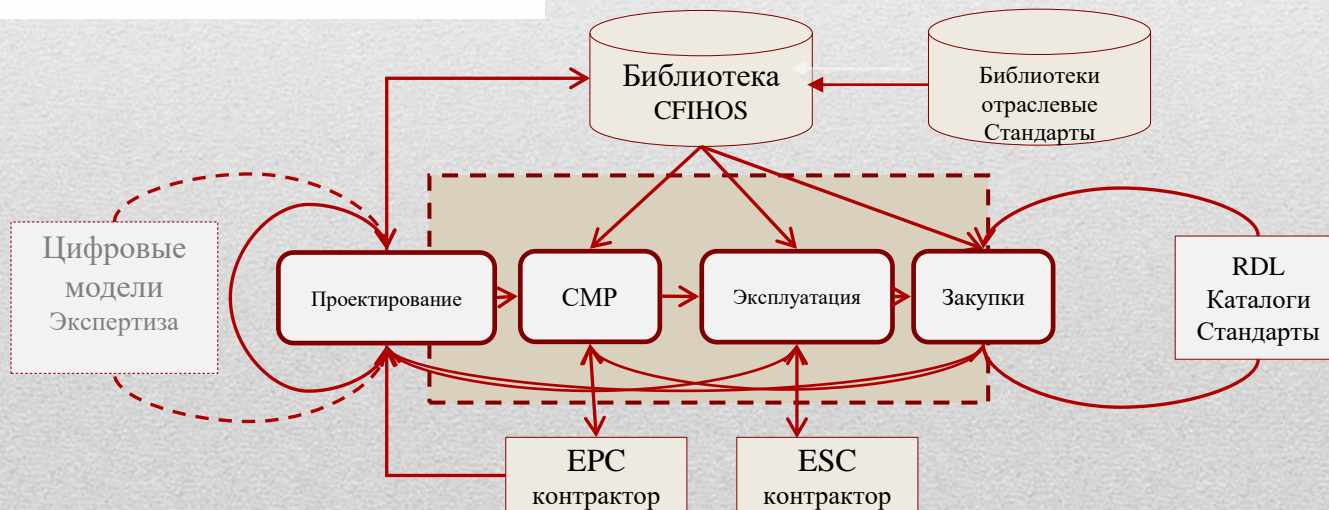 Библиотека
CFIHOS
Библиотеки
отраслевые
Стандарты
Цифровые
модели
Экспертиза
Проектирование
СМР
Эксплуатация
Закупки
RDL
Каталоги
Стандарты
EPC
контрактор
ESC
контрактор